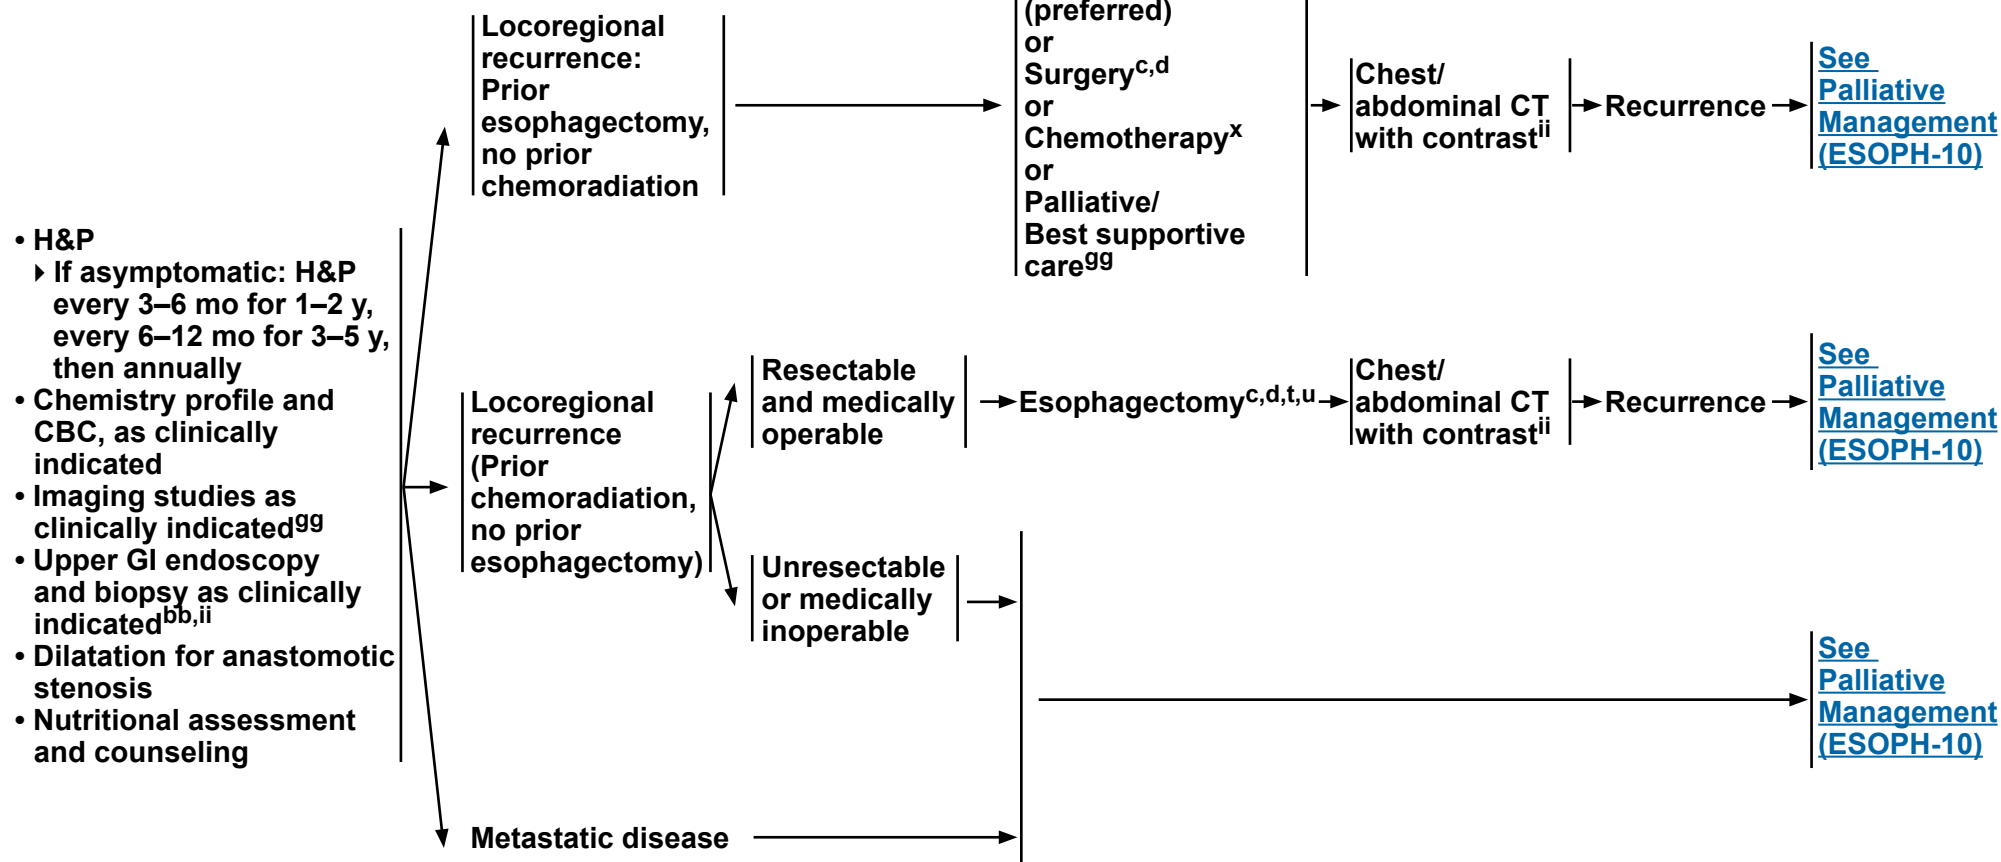 • H&P
‣ If asymptomatic: H&P
every 3–6 mo for 1–2 y,
every 6–12 mo for 3–5 y,
then annually
• Chemistry profile and
CBC, as clinically
indicated
• Imaging studies as
clinically indicatedgg
• Upper GI endoscopy
and biopsy as clinically
indicatedbb,ii
• Dilatation for anastomotic
stenosis
• Nutritional assessment
and counseling
Locoregional
recurrence:
Prior
esophagectomy,
no prior
chemoradiation
(preferred)
or
Surgeryc,d
or
Chemotherapyx
or
Palliative/
Best supportive
caregg
Chest/
abdominal CT
with contrastii
Recurrence
See
Palliative
Management
(ESOPH-10)
Locoregional
recurrence
(Prior
chemoradiation,
no prior
esophagectomy)
Resectable
and medically
operable
Esophagectomyc,d,t,u
Chest/
abdominal CT
with contrastii
Recurrence
See
Palliative
Management
(ESOPH-10)
Unresectable
or medically
inoperable
Metastatic disease
See
Palliative
Management
(ESOPH-10)